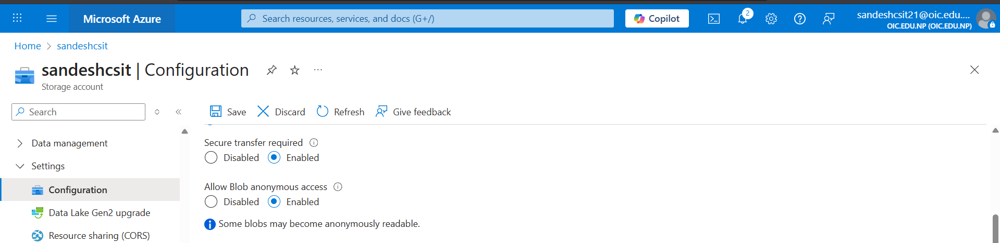 Microsoft Azure
Search resources, services, and docs (G+/)
Copilot
2
sandeshcsit21@oic.edu....
OIC.EDU.NP (OIC.EDU.NP)
Home > sandeshcsit
sandeshcsit | Configuration
Storage account
Search
Save
Discard
Refresh
Give feedback
Data management
Settings
Configuration
Data Lake Gen2 upgrade
Resource sharing (CORS)
Secure transfer required
Disabled
Enabled
Allow Blob anonymous access
Disabled
Enabled
Some blobs may become anonymously readable.